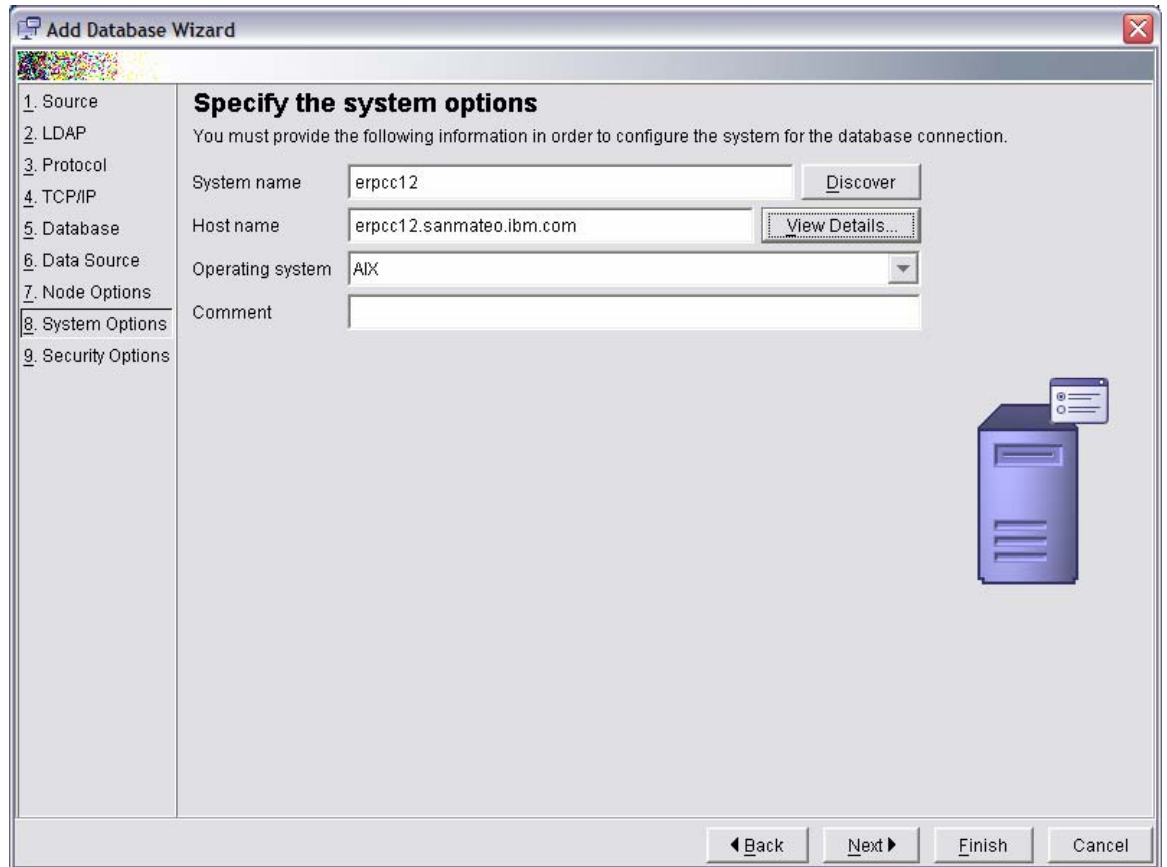 Add Database Wizard
1. Source
2. LDAP
3. Protocol
4. TCP/IP
5. Database
6. Data Source
7. Node Options
8. System Options
9. Security Options
Specify the system options
You must provide the following information in order to configure the system for the database connection.
System name erpcc12 Discover
Host name erpcc12.sanmateo.ibm.com View Details...
Operating system AIX
Comment
Back Next Finish Cancel